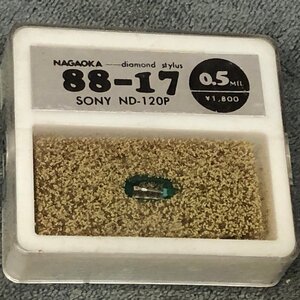 NAGAOKA — diamond stylus
88-17
0.5 MIL
SONY ND-120P
¥1,800